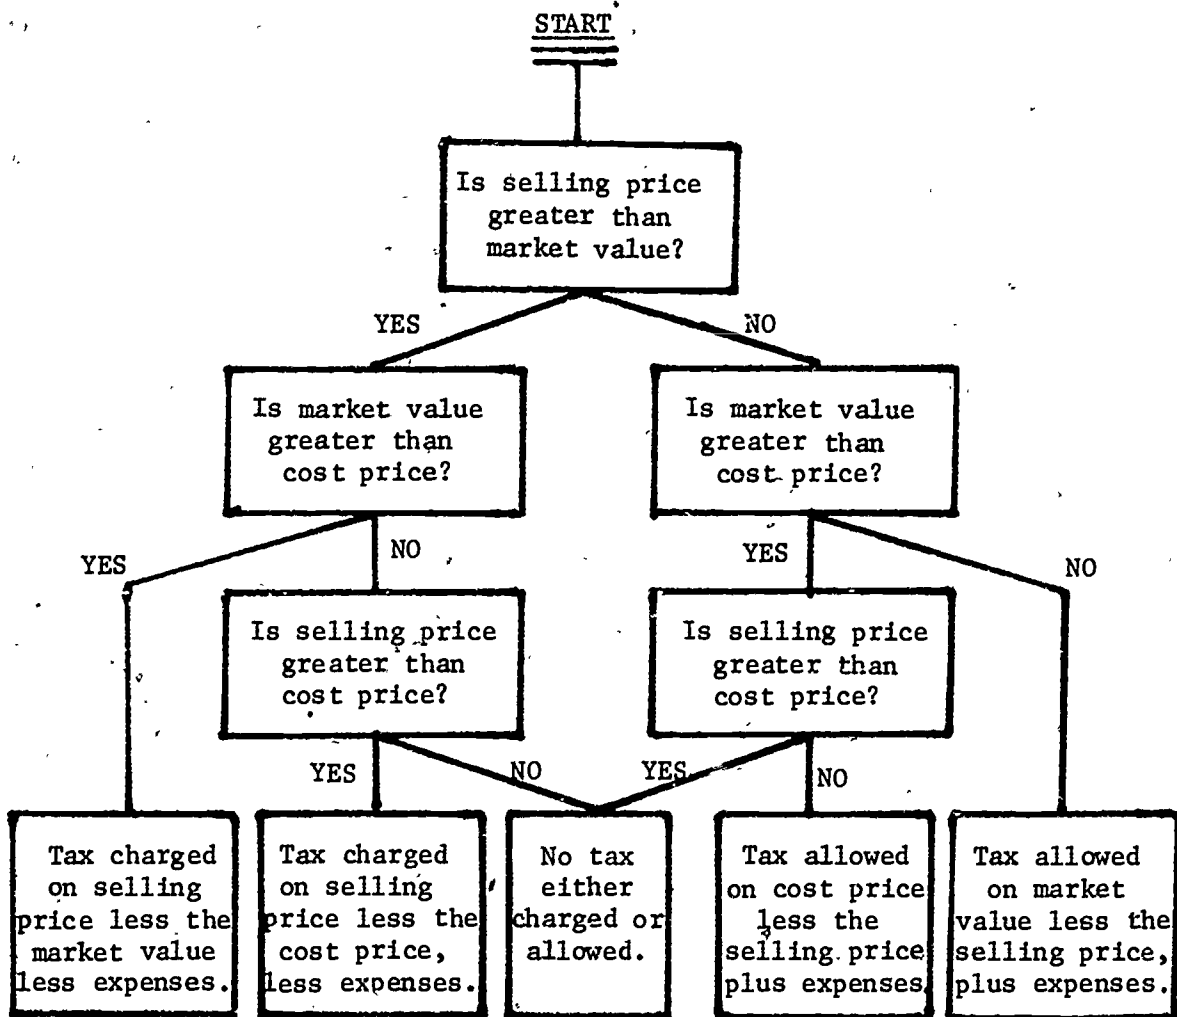 START
Is selling price
greater than
market value?
YES
NO
Is market value
greater than
cost price?
Is market value
greater than
cost price?
YES
NO
YES
NO
Is selling price
greater than
cost price?
Is selling price
greater than
cost price?
YES
NO
YES
NO
Tax charged
on selling
price less the
market value
less expenses.
Tax charged
on selling
price less the
cost price,
less expenses.
No tax
either
charged or
allowed.
Tax allowed
on cost price
less the
selling price
plus expenses.
Tax allowed
on market
value less the
selling price,
plus expenses.